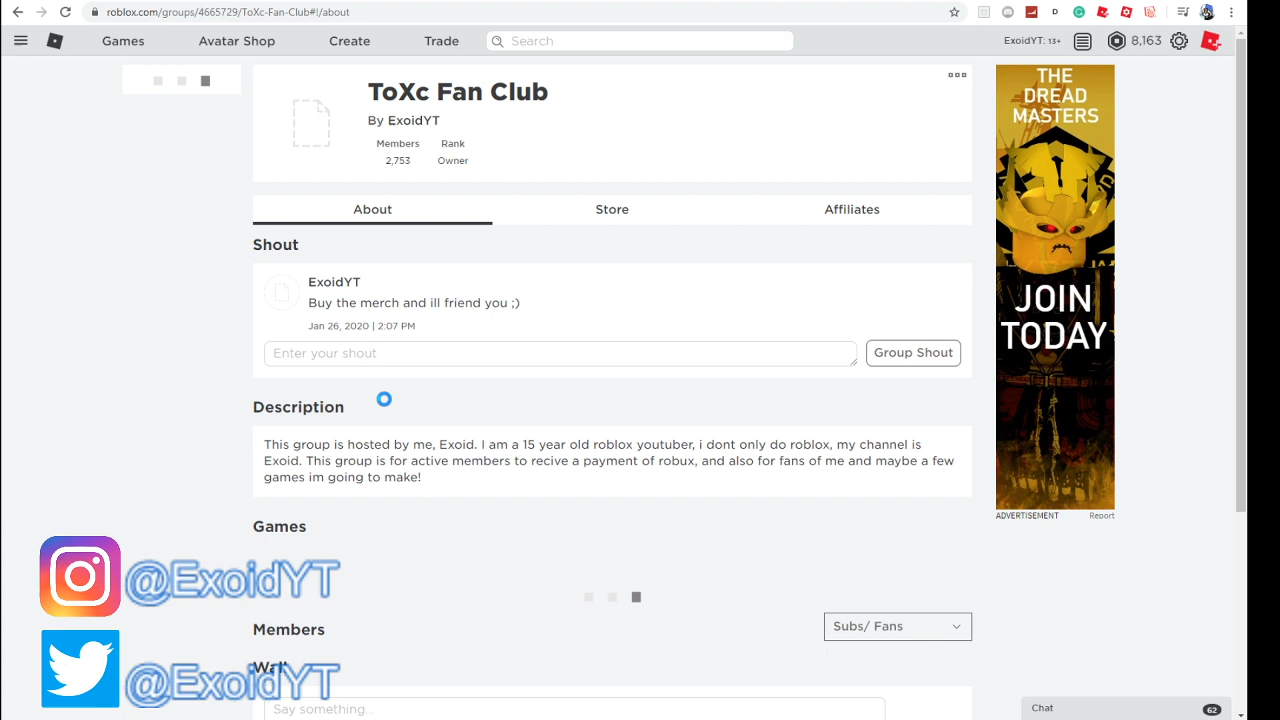 roblox.com/groups/4665729/ToXc-Fan-Club#!/about
Games
Avatar Shop
Create
Trade
Search
ExoidYT: 13+
8,163
ToXc Fan Club
By ExoidYT
Members
Rank
2,753
Owner
About
Store
Affiliates
Shout
ExoidYT
Buy the merch and ill friend you ;)
Jan 26, 2020 | 2:07 PM
Enter your shout
Group Shout
Description
This group is hosted by me, Exoid. I am a 15 year old roblox youtuber, i dont only do roblox, my channel is
Exoid. This group is for active members to recive a payment of robux, and also for fans of me and maybe a few
games im going to make!
Games
Members
Subs/ Fans
Wall
Say something...
@ExoidYT
@ExoidYT
THE
DREAD
MASTERS
JOIN
TODAY
ADVERTISEMENT
Report
Chat
62